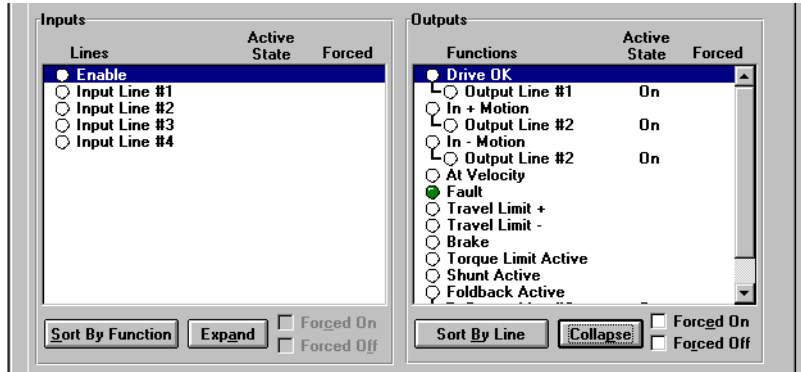 Inputs
Lines Active State Forced
Enable
Input Line #1
Input Line #2
Input Line #3
Input Line #4
Sort By Function Expand Forced On
Forced Off
Outputs
Functions Active State Forced
Drive OK
Output Line #1 On
In + Motion
Output Line #2 On
In - Motion
Output Line #2 On
At Velocity
Fault
Travel Limit +
Travel Limit -
Brake
Torque Limit Active
Shunt Active
Foldback Active
Sort By Line Collapse Forced On
Forced Off